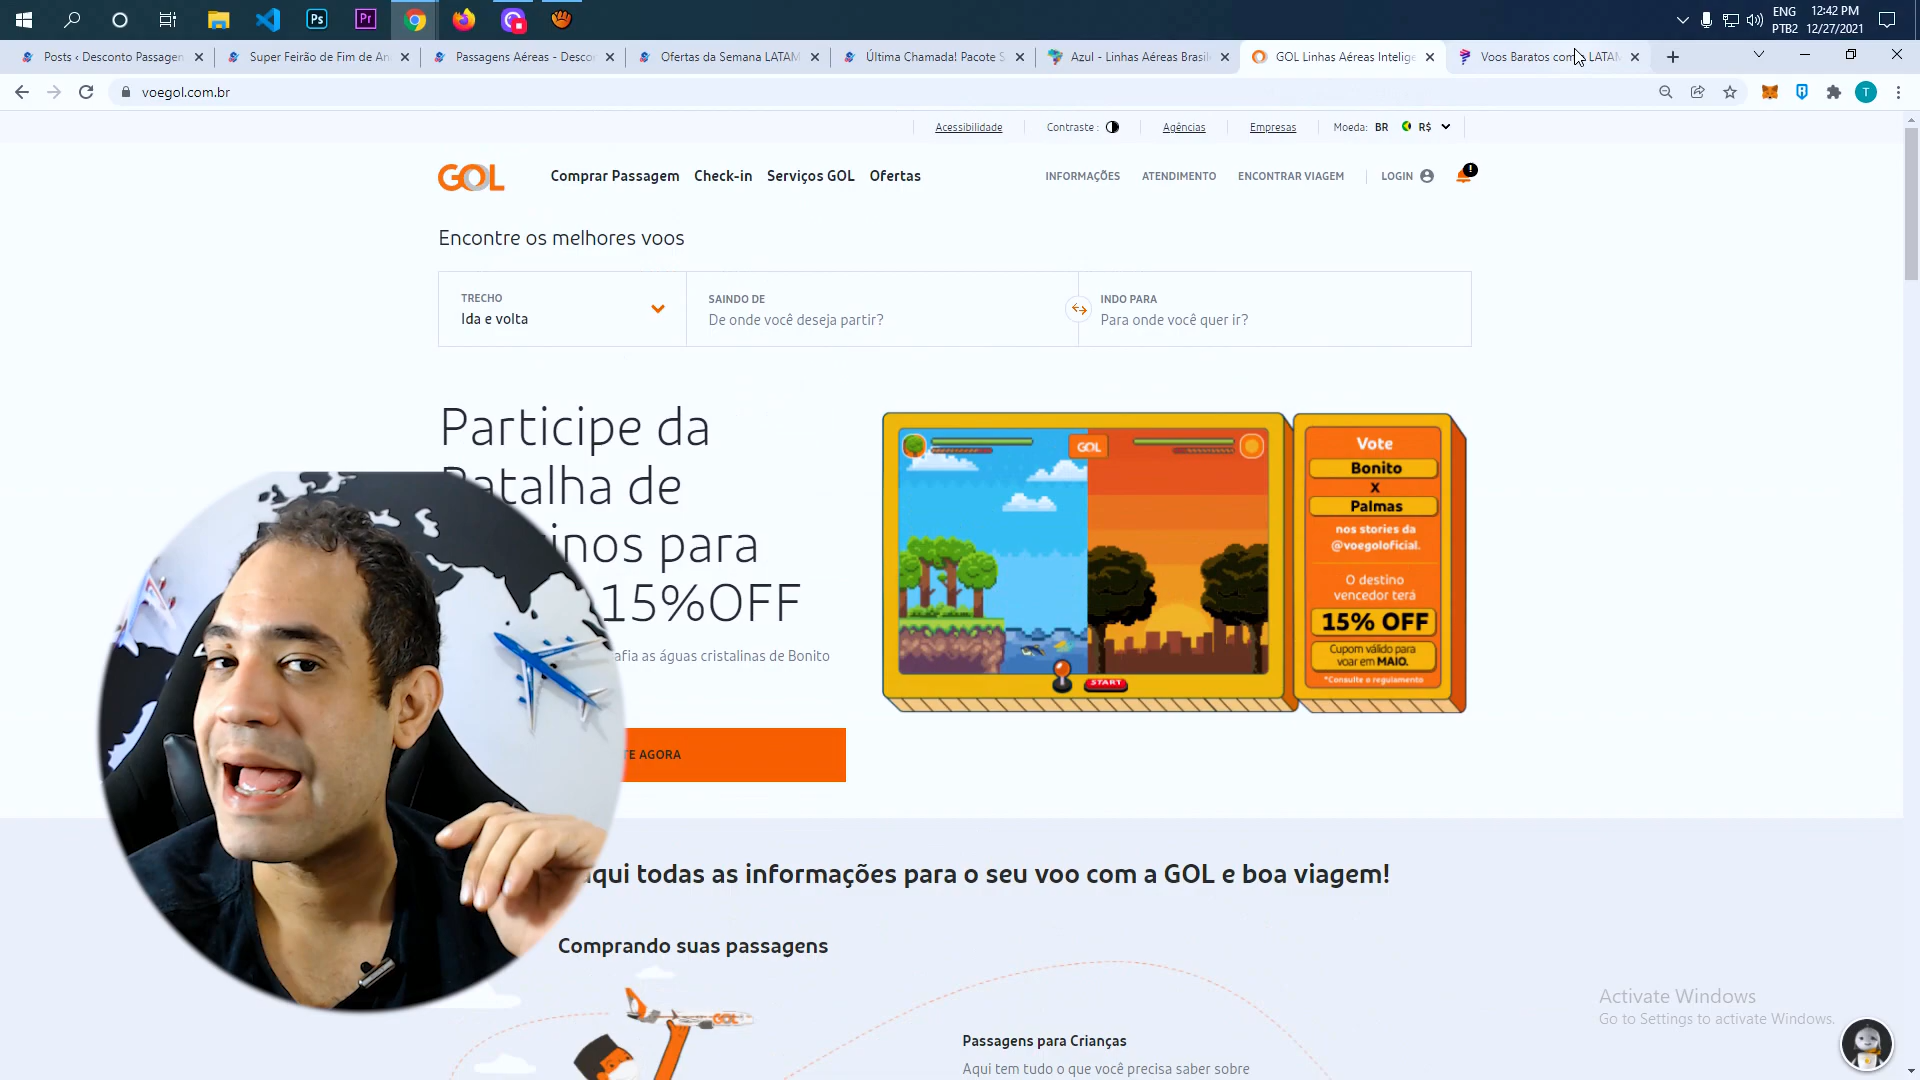 Ps
Pr
ENG
PTB2
12:42 PM
12/27/2021
Posts ‹ Desconto Passagen
Super Feirão de Fim de An
Passagens Aéreas - Descon
Ofertas da Semana LATAM
Última Chamada! Pacote S
Azul - Linhas Aéreas Brasil
GOL Linhas Aéreas Intelige
Voos Baratos com LATAM
voegol.com.br
T
Acessibilidade
Contraste :
Agências
Empresas
Moeda: BR R$
GOL
Comprar Passagem
Check-in
Serviços GOL
Ofertas
INFORMAÇÕES
ATENDIMENTO
ENCONTRAR VIAGEM
LOGIN
!
Encontre os melhores voos
TRECHO
Ida e volta
SAINDO DE
De onde você deseja partir?
INDO PARA
Para onde você quer ir?
Participe da
Batalha de
inos para
15%OFF
afia as águas cristalinas de Bonito
TE AGORA
GOL
START
Vote
Bonito
X
Palmas
nos stories da
@voegoloficial.
O destino
vencedor terá
15% OFF
Cupom válido para
voar em MAIO.
*Consulte o regulamento
aqui todas as informações para o seu voo com a GOL e boa viagem!
Comprando suas passagens
GOL
Passagens para Crianças
Aqui tem tudo o que você precisa saber sobre
Activate Windows
Go to Settings to activate Windows.